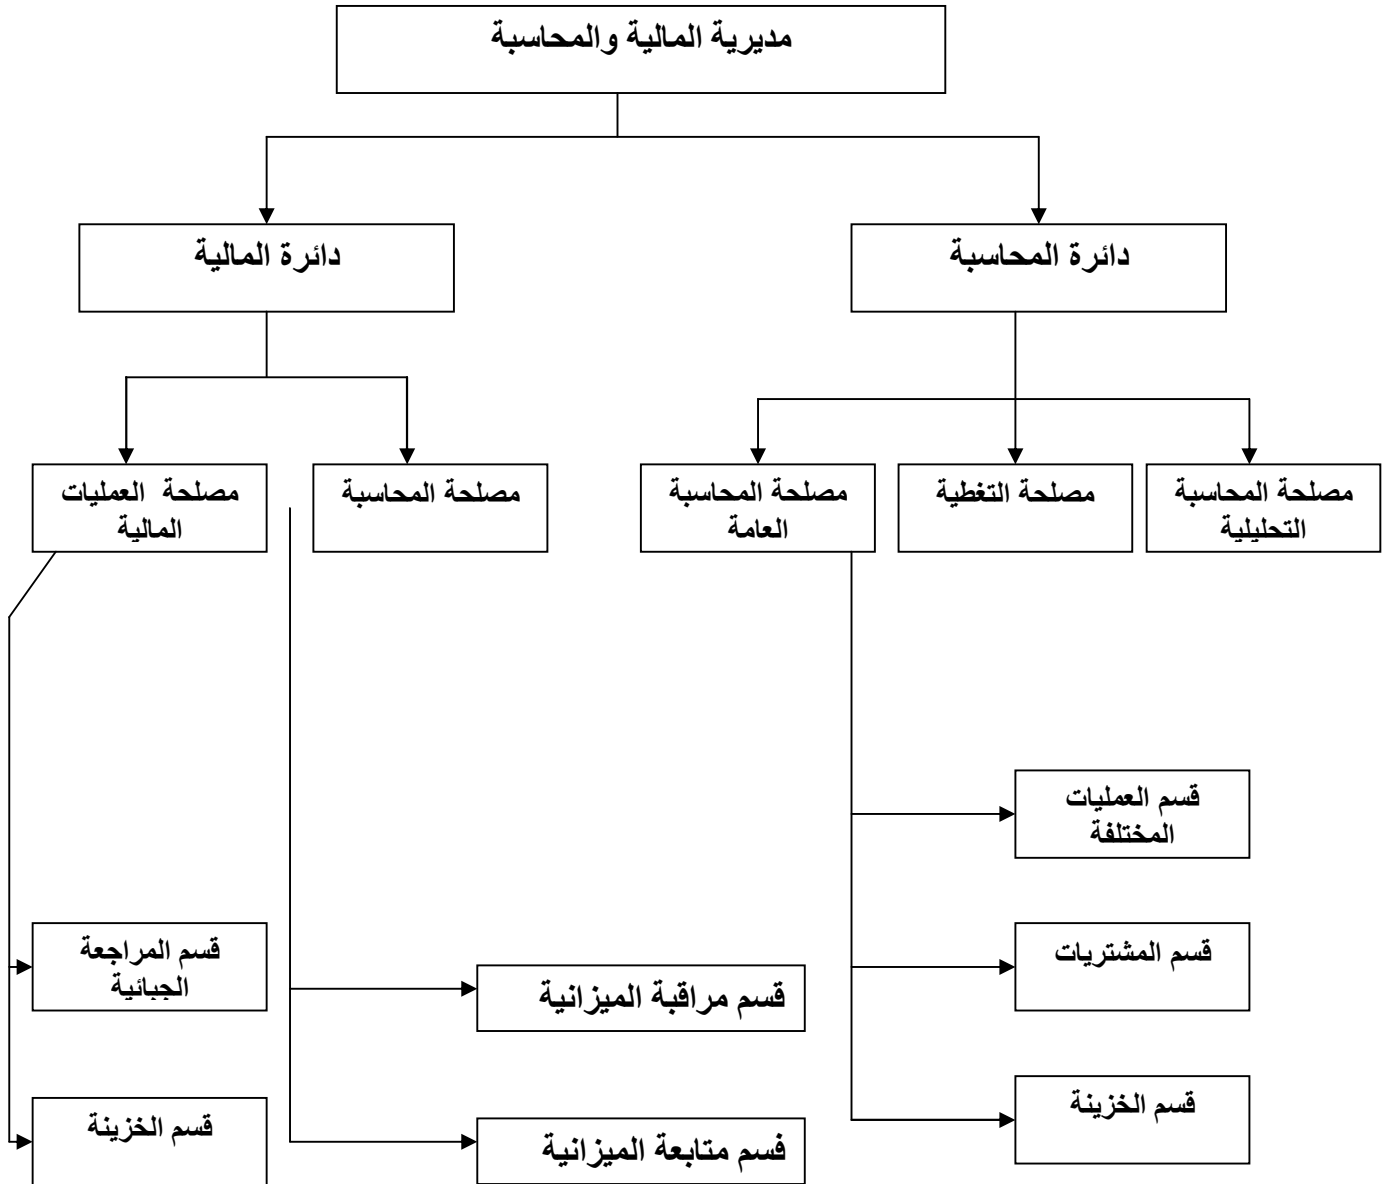 مديرية المالية والمحاسبة
دائرة المحاسبة
دائرة المالية
مصلحة المحاسبة
التحليلية
مصلحة التغطية
مصلحة المحاسبة
العامة
مصلحة المحاسبة
مصلحة العمليات
المالية
قسم العمليات
المختلفة
قسم المشتريات
قسم الخزينة
قسم مراقبة الميزانية
قسم متابعة الميزانية
قسم المراجعة
الجبائية
قسم الخزينة